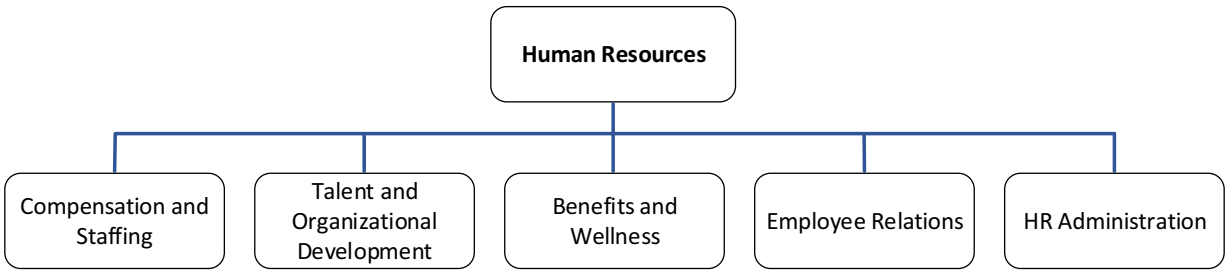 Human Resources
Compensation and
Staffing
Talent and
Organizational
Development
Benefits and
Wellness
Employee Relations
HR Administration